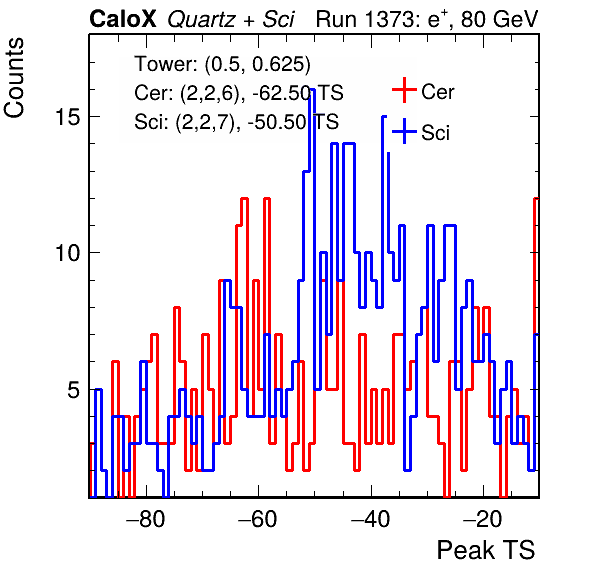 CaloX Quartz + Sci Run 1373: e+, 80 GeV
Counts
Tower: (0.5, 0.625)
Cer: (2,2,6), -62.50 TS
Sci: (2,2,7), -50.50 TS
Cer
Sci
15
10
5
−80 −60 −40 −20
Peak TS